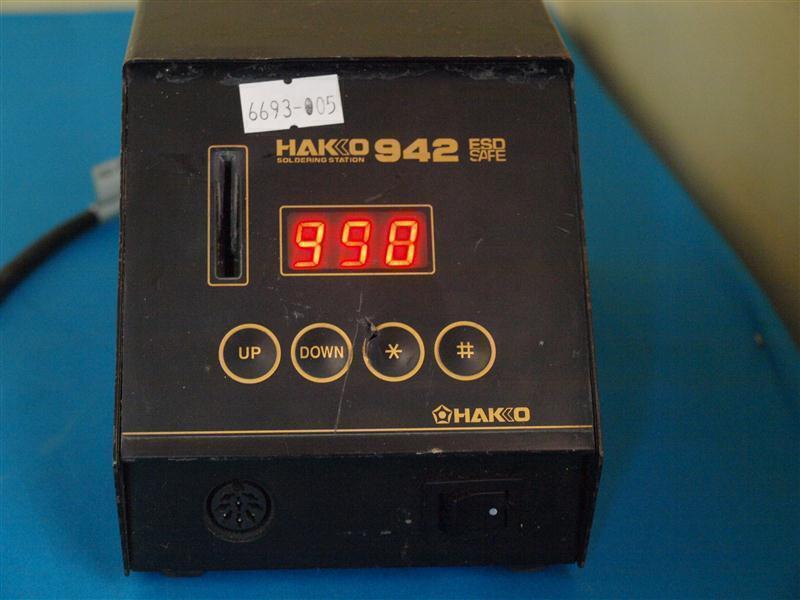 6693-005
HAKKO 942 ESD SAFE
SOLDERING STATION
998
UP DOWN * #
HAKKO